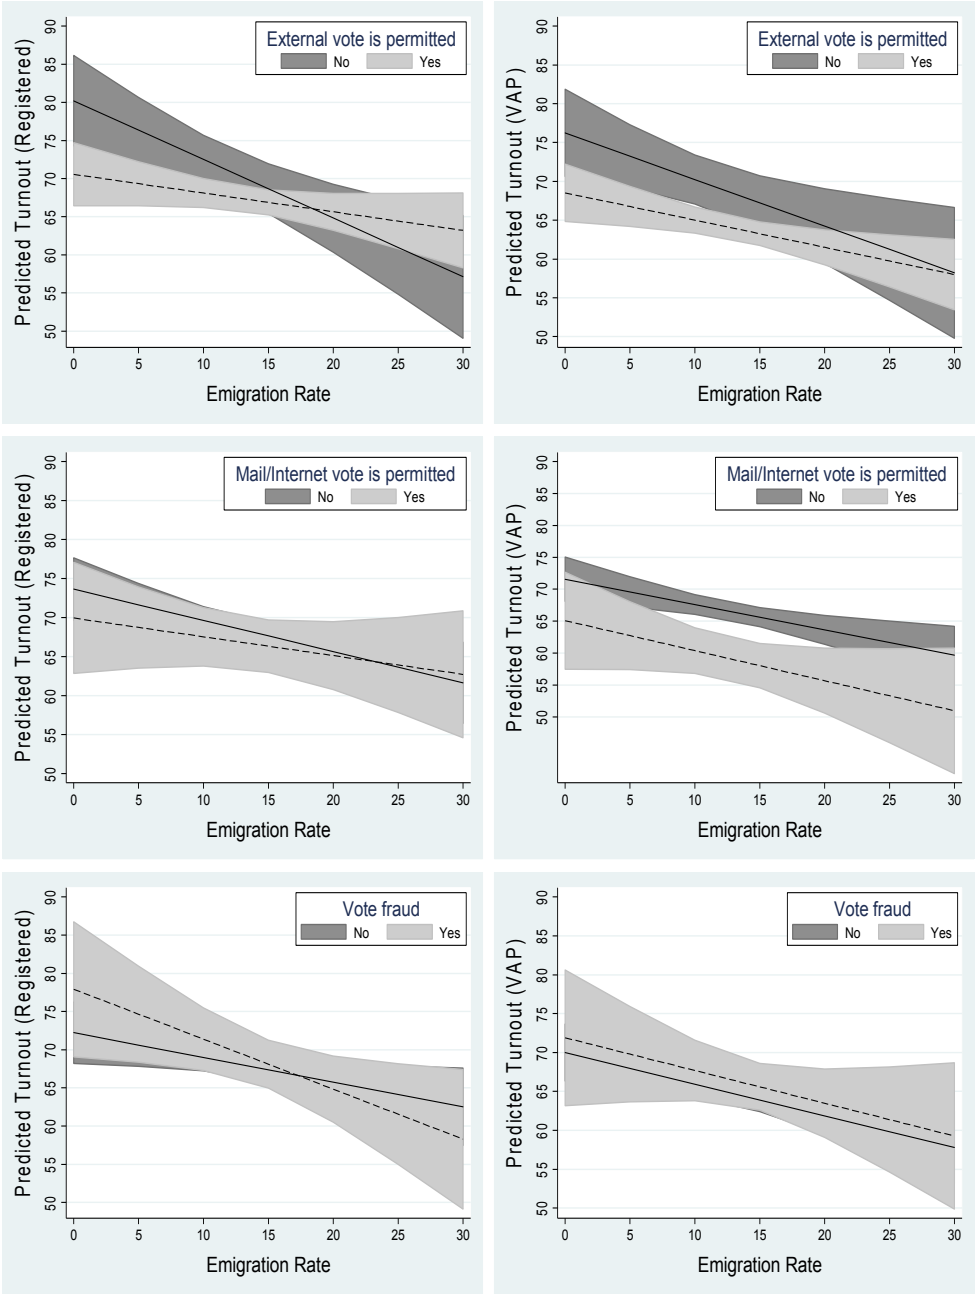 External vote is permitted
No Yes
Predicted Turnout (Registered)
90
85
80
75
70
65
60
55
50
0 5 10 15 20 25 30
Emigration Rate
External vote is permitted
No Yes
Predicted Turnout (VAP)
90
85
80
75
70
65
60
55
50
0 5 10 15 20 25 30
Emigration Rate
Mail/Internet vote is permitted
No Yes
Predicted Turnout (Registered)
90
85
80
75
70
65
60
55
50
0 5 10 15 20 25 30
Emigration Rate
Mail/Internet vote is permitted
No Yes
Predicted Turnout (VAP)
90
85
80
75
70
65
60
55
50
0 5 10 15 20 25 30
Emigration Rate
Vote fraud
No Yes
Predicted Turnout (Registered)
90
85
80
75
70
65
60
55
50
0 5 10 15 20 25 30
Emigration Rate
Vote fraud
No Yes
Predicted Turnout (VAP)
90
85
80
75
70
65
60
55
50
0 5 10 15 20 25 30
Emigration Rate